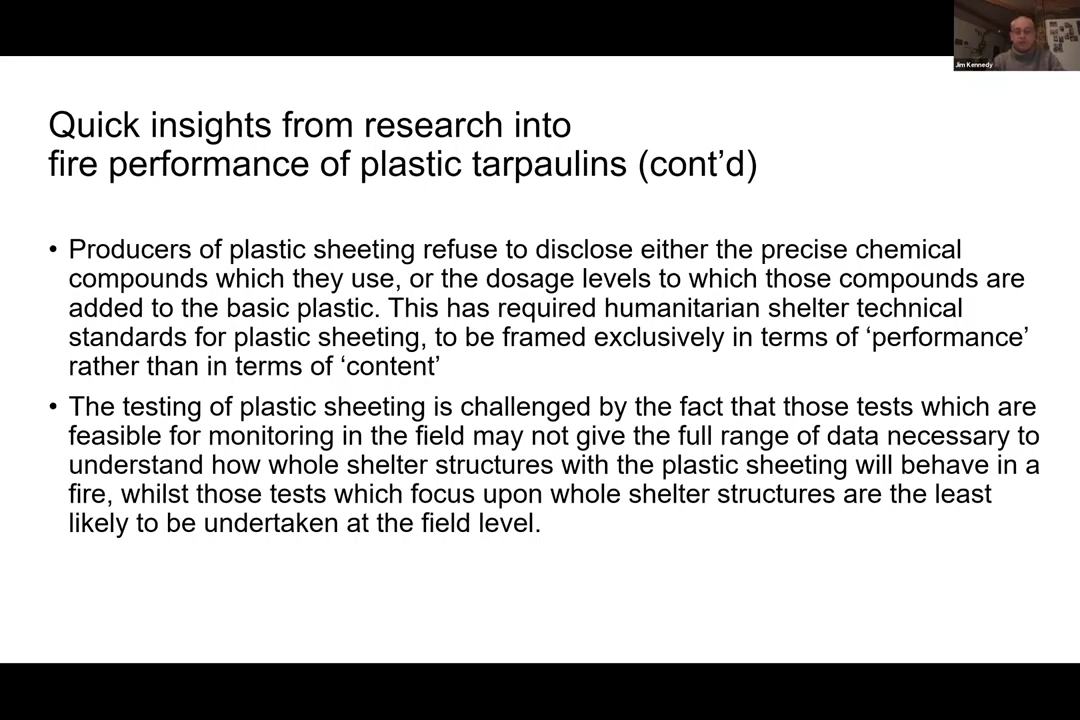 Jim Kennedy
Quick insights from research into
fire performance of plastic tarpaulins (cont’d)
• Producers of plastic sheeting refuse to disclose either the precise chemical
compounds which they use, or the dosage levels to which those compounds are
added to the basic plastic. This has required humanitarian shelter technical
standards for plastic sheeting, to be framed exclusively in terms of ‘performance’
rather than in terms of ‘content’
• The testing of plastic sheeting is challenged by the fact that those tests which are
feasible for monitoring in the field may not give the full range of data necessary to
understand how whole shelter structures with the plastic sheeting will behave in a
fire, whilst those tests which focus upon whole shelter structures are the least
likely to be undertaken at the field level.